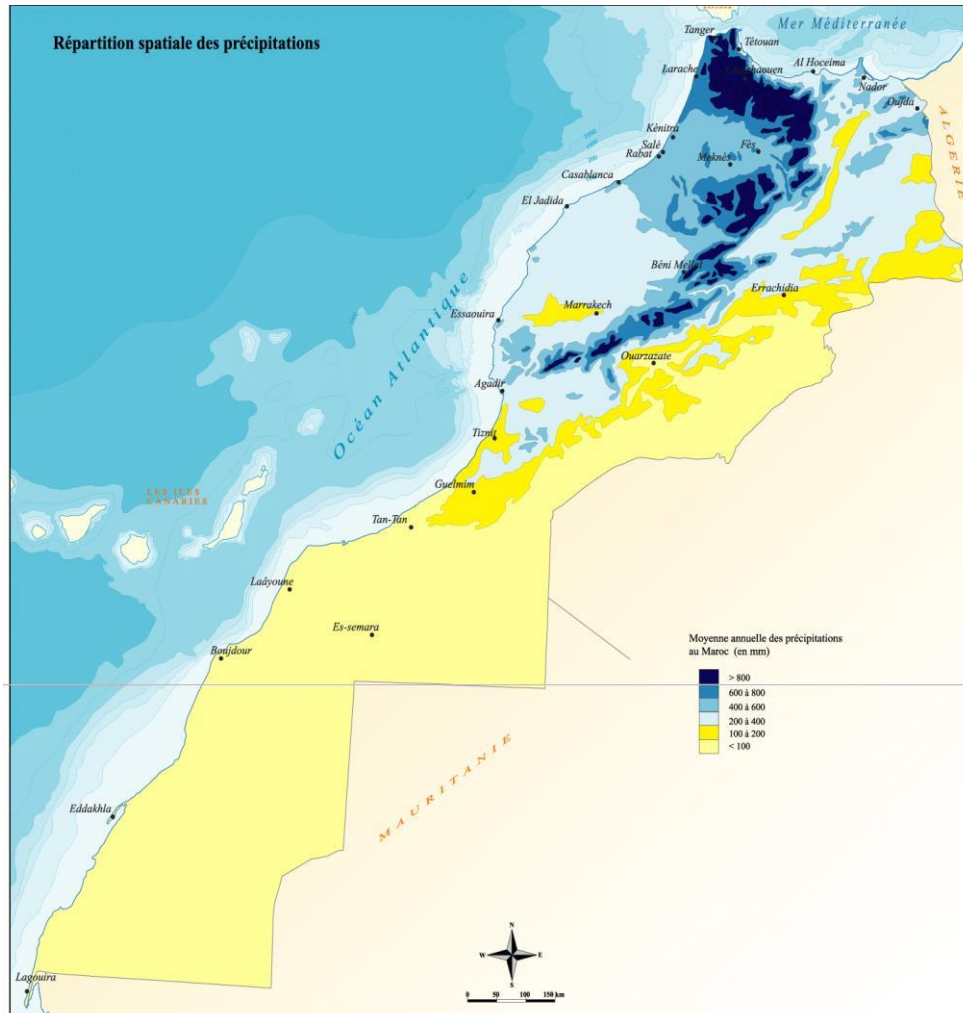 Répartition spatiale des précipitations
Mer Méditerranée
Tanger
Tétouan
Larache
Chefchaouen
Al Hoceima
Nador
Oujda
ALGERIE
Kénitra
Salé
Rabat
Fès
Meknès
Casablanca
El Jadida
Océan Atlantique
Béni Mellal
Errachidia
Marrakech
Essaouira
Ouarzazate
Agadir
Tiznit
LES ILES
CANARIES
Guelmim
Tan-Tan
Laâyoune
Es-semara
Boujdour
Moyenne annuelle des précipitations
au Maroc (en mm)
> 800
600 à 800
400 à 600
200 à 400
100 à 200
< 100
MAURITANIE
Eddakhla
Lagouira
N
W
E
S
0 50 100 150 km